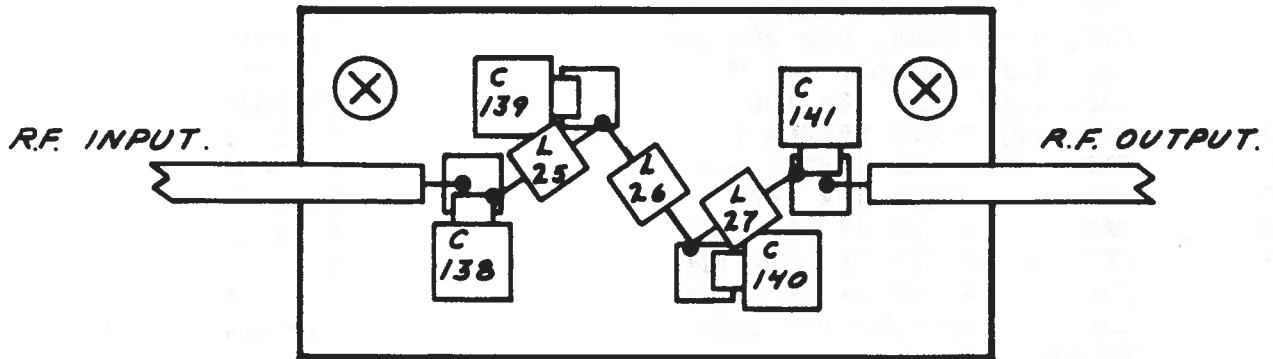 R.F. INPUT.
C
138
C
139
L
25
L
26
L
27
C
140
C
141
R.F. OUTPUT.